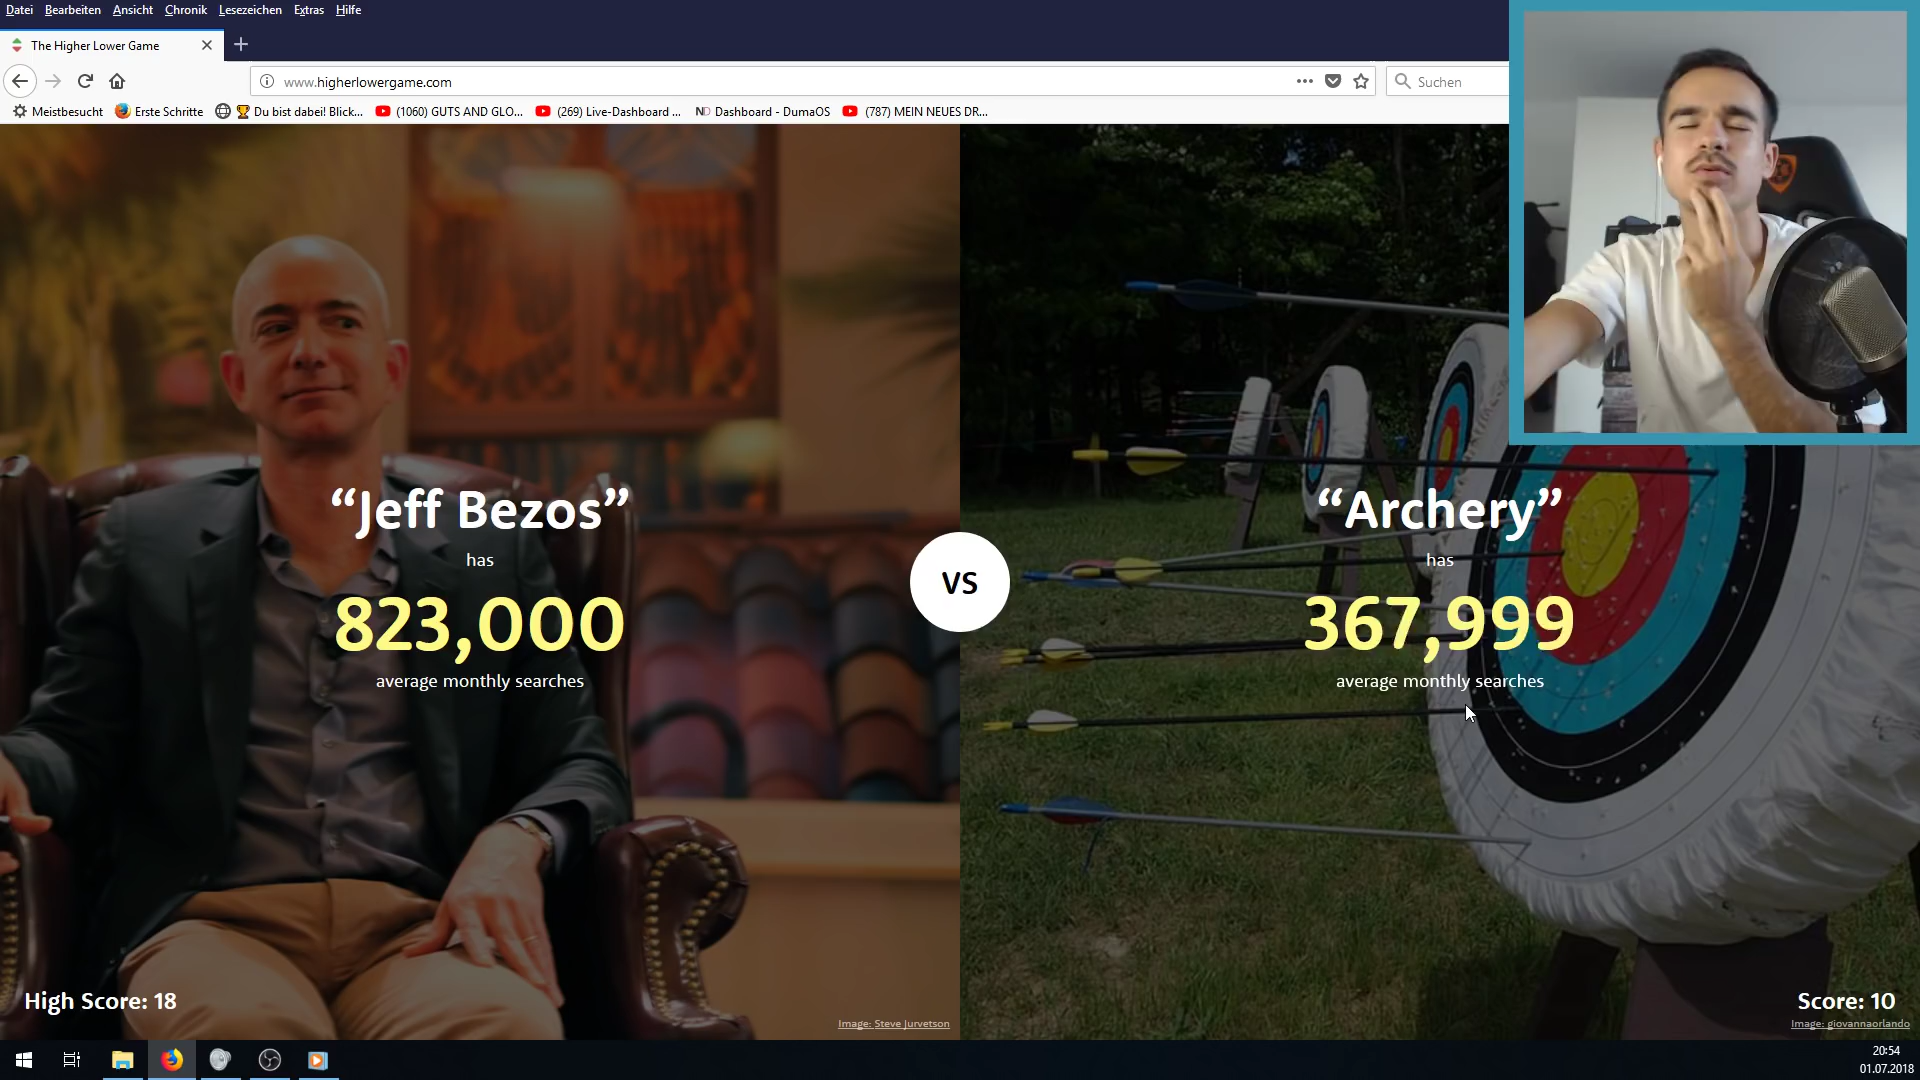 Datei Bearbeiten Ansicht Chronik Lesezeichen Extras Hilfe
The Higher Lower Game
www.higherlowergame.com
Suchen
Meistbesucht Erste Schritte Du bist dabei! Blick... (1060) GUTS AND GLO... (269) Live-Dashboard ... ND Dashboard - DumaOS (787) MEIN NEUES DR...
“Jeff Bezos”
has
823,000
average monthly searches
VS
“Archery”
has
367,999
average monthly searches
High Score: 18
Image: Steve Jurvetson
Score: 10
Image: giovannaorlando
20:54
01.07.2018